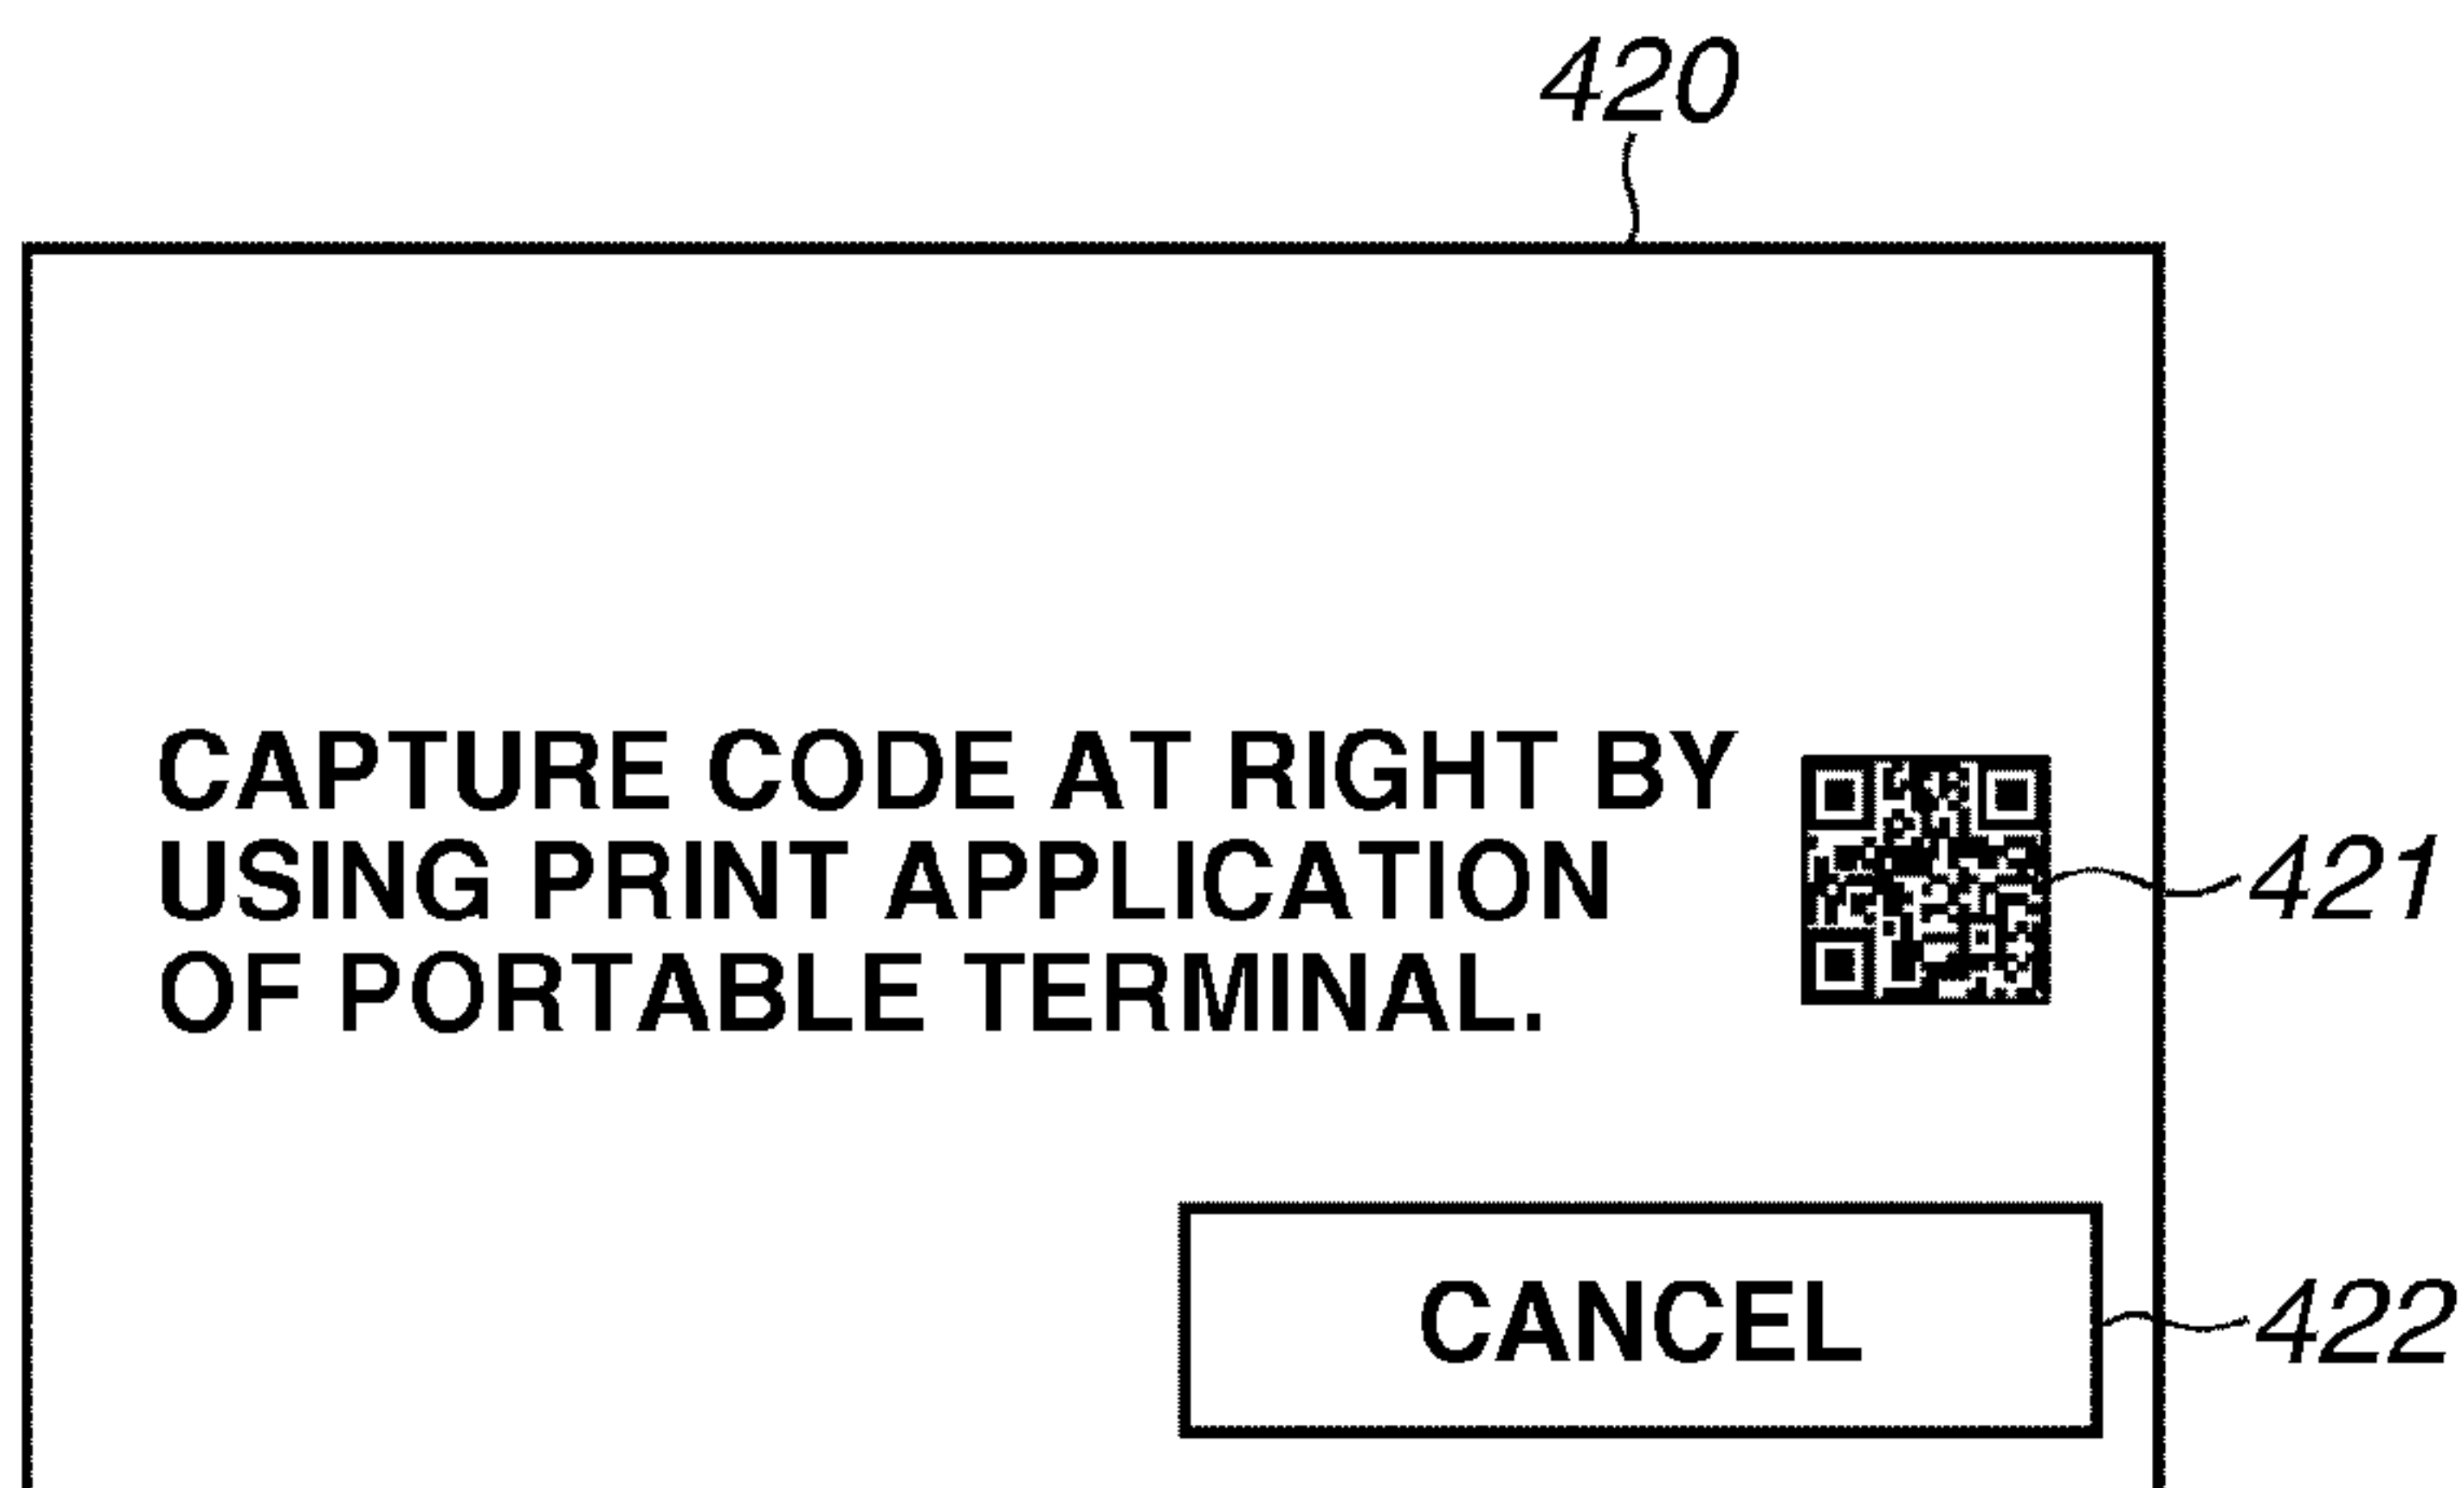 420
CAPTURE CODE AT RIGHT BY
USING PRINT APPLICATION
OF PORTABLE TERMINAL.
421
CANCEL
422